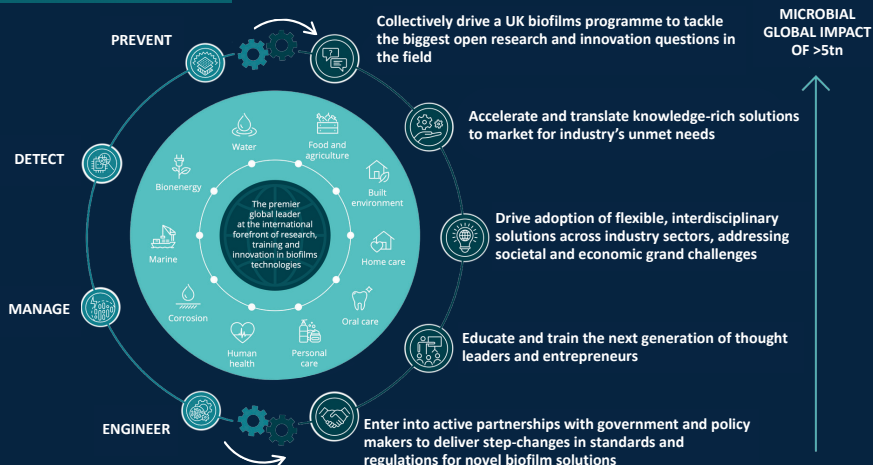 PREVENT
DETECT
MANAGE
ENGINEER
Water
Food and
agriculture
Bionergy
Built
environment
Marine
Home care
Corrosion
Oral care
Human
health
Personal
care
The premier
global leader
at the international
forefront of research,
training and
innovation in biofilms
technologies
Collectively drive a UK biofilms programme to tackle
the biggest open research and innovation questions in
the field
Accelerate and translate knowledge-rich solutions
to market for industry's unmet needs
Drive adoption of flexible, interdisciplinary
solutions across industry sectors, addressing
societal and economic grand challenges
Educate and train the next generation of thought
leaders and entrepreneurs
Enter into active partnerships with government and policy
makers to deliver step-changes in standards and
regulations for novel biofilm solutions
MICROBIAL
GLOBAL IMPACT
OF >5tn